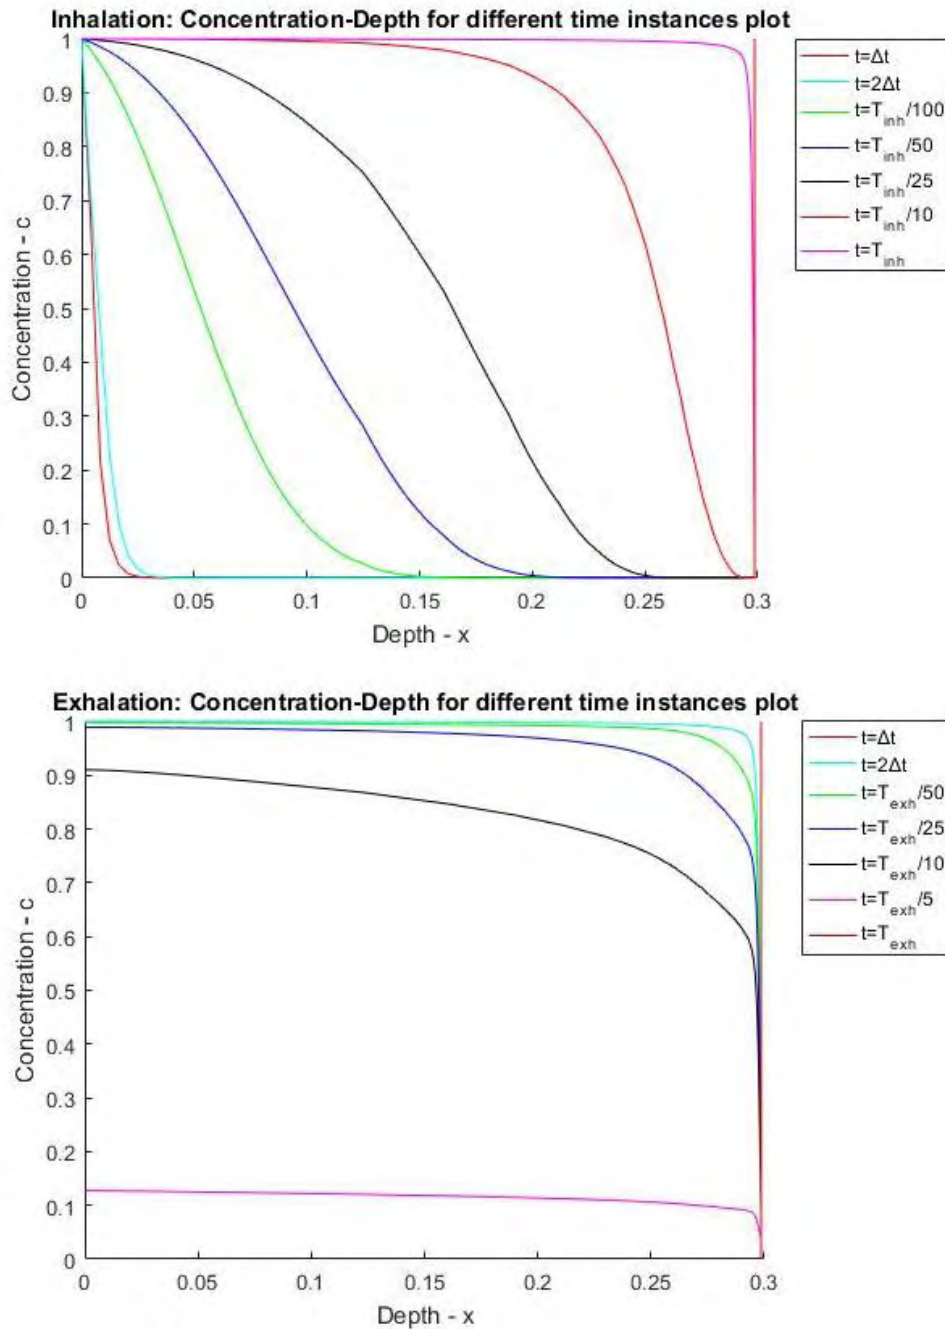 Inhalation: Concentration-Depth for different time instances plot
1
0.9
0.8
0.7
0.6
0.5
0.4
0.3
0.2
0.1
0
Concentration - c
0
0.05
0.1
0.15
0.2
0.25
0.3
Depth - x
t=Δt
t=2Δt
t=T_inh/100
t=T_inh/50
t=T_inh/25
t=T_inh/10
t=T_inh
Exhalation: Concentration-Depth for different time instances plot
1
0.9
0.8
0.7
0.6
0.5
0.4
0.3
0.2
0.1
0
Concentration - c
0
0.05
0.1
0.15
0.2
0.25
0.3
Depth - x
t=Δt
t=2Δt
t=T_exh/50
t=T_exh/25
t=T_exh/10
t=T_exh/5
t=T_exh